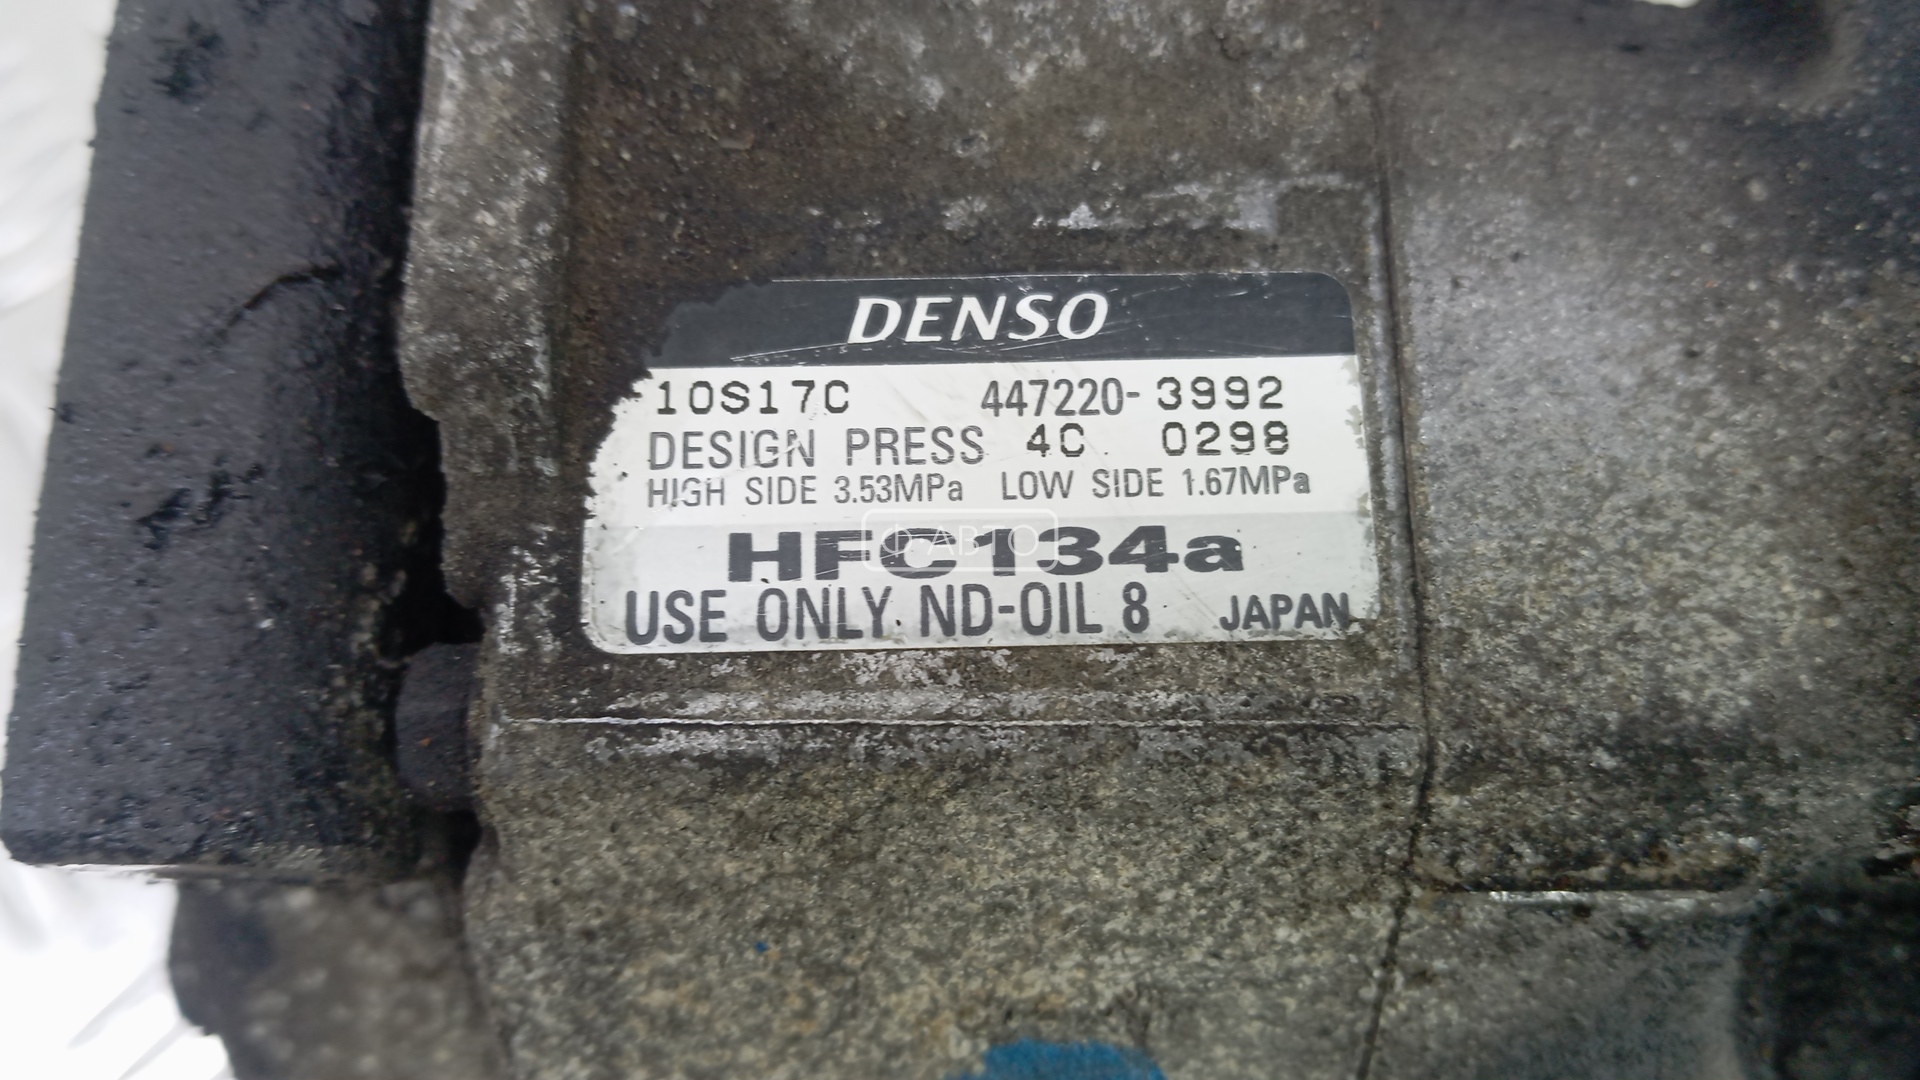 DENSO
10S17C 447220-3992
DESIGN PRESS 4C 0298
HIGH SIDE 3.53MPa LOW SIDE 1.67MPa
HFC134a
Ф-АВТО
USE ONLY ND-OIL 8 JAPAN